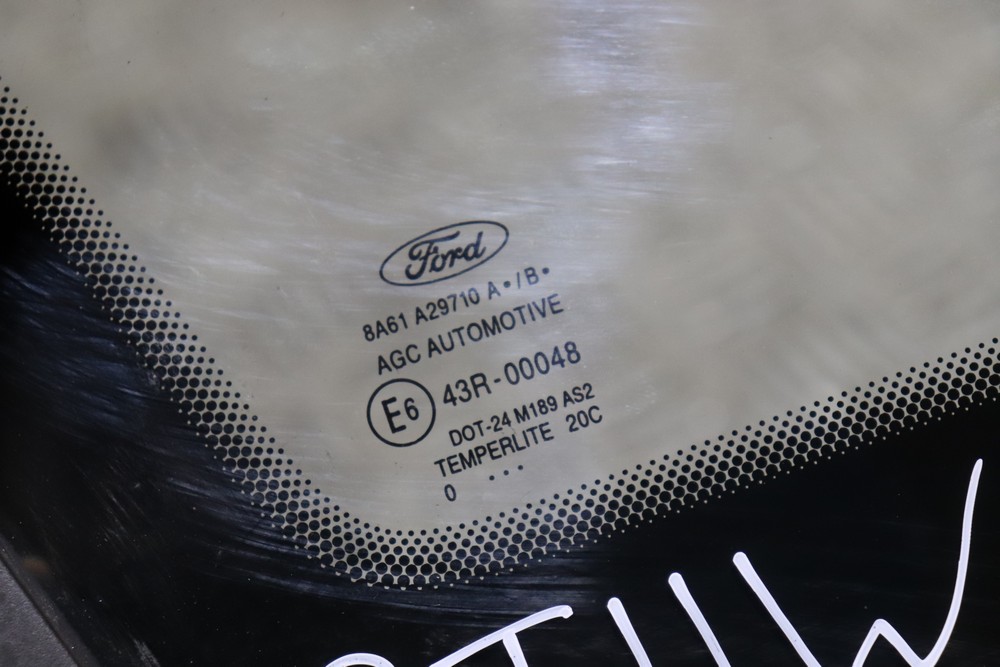 Ford
8A61 A29710 A•/B•
AGC AUTOMOTIVE
E6 43R-00048
DOT-24 M189 AS2
TEMPERLITE 20C
0 ...